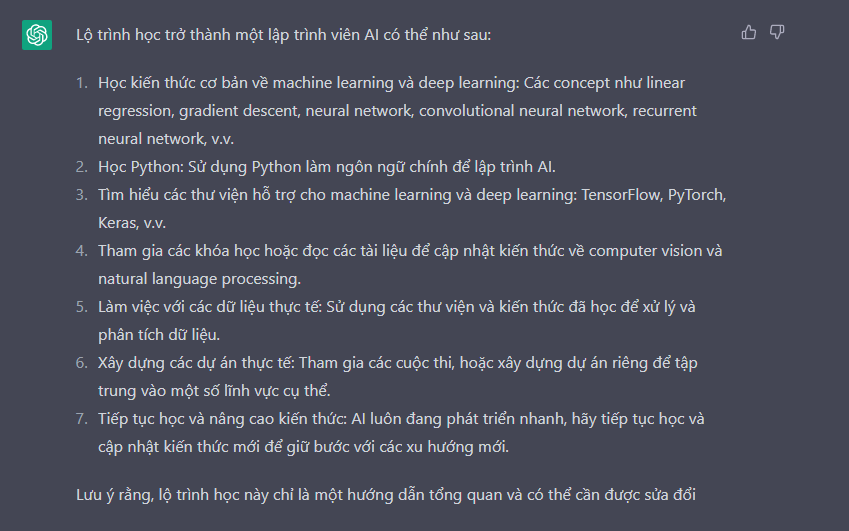 Lộ trình học trở thành một lập trình viên AI có thể như sau:
1. Học kiến thức cơ bản về machine learning và deep learning: Các concept như linear
regression, gradient descent, neural network, convolutional neural network, recurrent
neural network, v.v.
2. Học Python: Sử dụng Python làm ngôn ngữ chính để lập trình AI.
3. Tìm hiểu các thư viện hỗ trợ cho machine learning và deep learning: TensorFlow, PyTorch,
Keras, v.v.
4. Tham gia các khóa học hoặc đọc các tài liệu để cập nhật kiến thức về computer vision và
natural language processing.
5. Làm việc với các dữ liệu thực tế: Sử dụng các thư viện và kiến thức đã học để xử lý và
phân tích dữ liệu.
6. Xây dựng các dự án thực tế: Tham gia các cuộc thi, hoặc xây dựng dự án riêng để tập
trung vào một số lĩnh vực cụ thể.
7. Tiếp tục học và nâng cao kiến thức: AI luôn đang phát triển nhanh, hãy tiếp tục học và
cập nhật kiến thức mới để giữ bước với các xu hướng mới.
Lưu ý rằng, lộ trình học này chỉ là một hướng dẫn tổng quan và có thể cần được sửa đổi